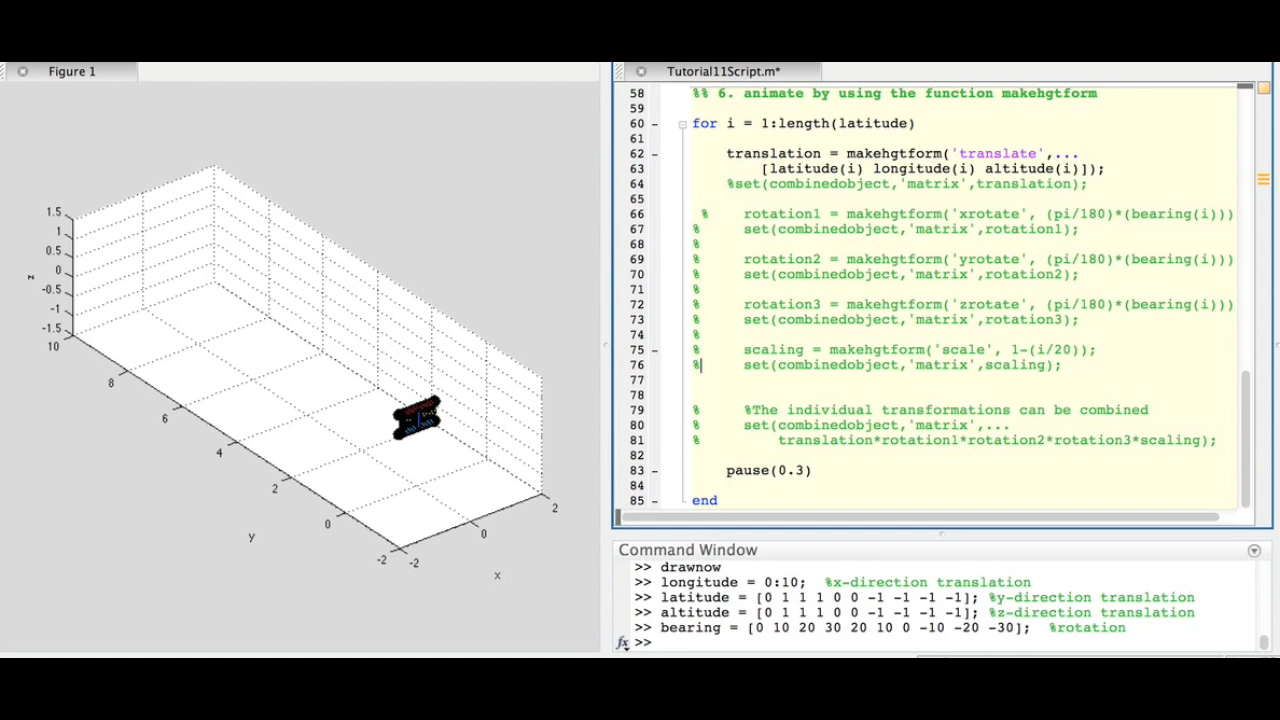 Figure 1
1.5
1
0.5
0
-0.5
-1
-1.5
z
10
8
6
4
2
0
-2
y
-2
0
2
x
Tutorial11Script.m*
58 %% 6. animate by using the function makehgtform
59
60 – for i = 1:length(latitude)
61
62 – translation = makehgtform('translate',...
63 [latitude(i) longitude(i) altitude(i)]);
64 %set(combinedobject,'matrix',translation);
65
66 % rotation1 = makehgtform('xrotate', (pi/180)*(bearing(i)))
67 % set(combinedobject,'matrix',rotation1);
68 %
69 % rotation2 = makehgtform('yrotate', (pi/180)*(bearing(i)))
70 % set(combinedobject,'matrix',rotation2);
71 %
72 % rotation3 = makehgtform('zrotate', (pi/180)*(bearing(i)))
73 % set(combinedobject,'matrix',rotation3);
74 %
75 – % scaling = makehgtform('scale', 1-(i/20));
76 % set(combinedobject,'matrix',scaling);
77
78
79 % %The individual transformations can be combined
80 % set(combinedobject,'matrix',...
81 % translation*rotation1*rotation2*rotation3*scaling);
82
83 – pause(0.3)
84
85 – end
Command Window
>> drawnow
>> longitude = 0:10; %x-direction translation
>> latitude = [0 1 1 1 0 0 -1 -1 -1 -1]; %y-direction translation
>> altitude = [0 1 1 1 0 0 -1 -1 -1 -1]; %z-direction translation
>> bearing = [0 10 20 30 20 10 0 -10 -20 -30]; %rotation
fx >>